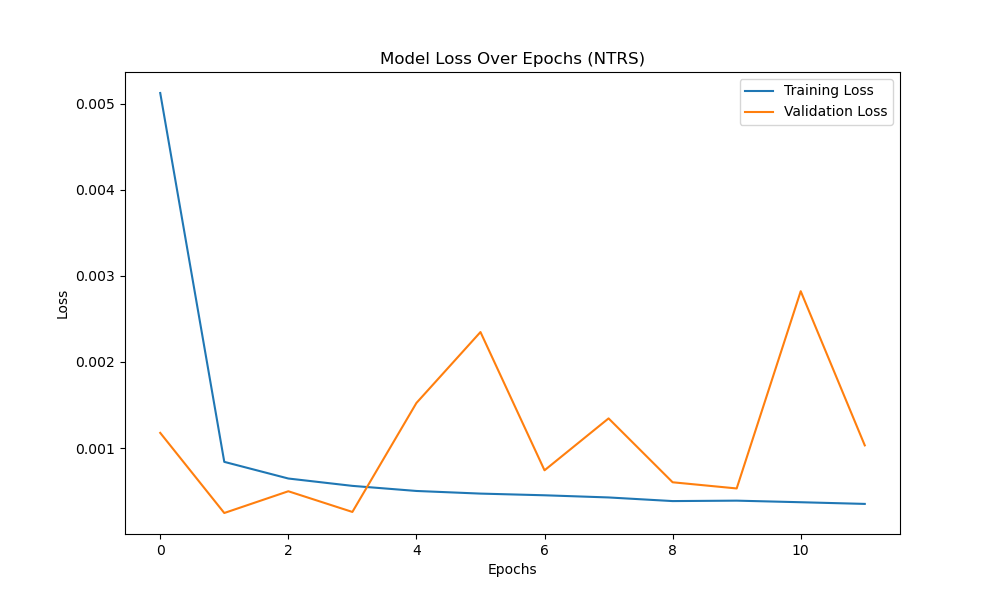 Model Loss Over Epochs (NTRS)
Training Loss
Validation Loss
0.005
0.004
0.003
0.002
0.001
Loss
0 2 4 6 8 10
Epochs